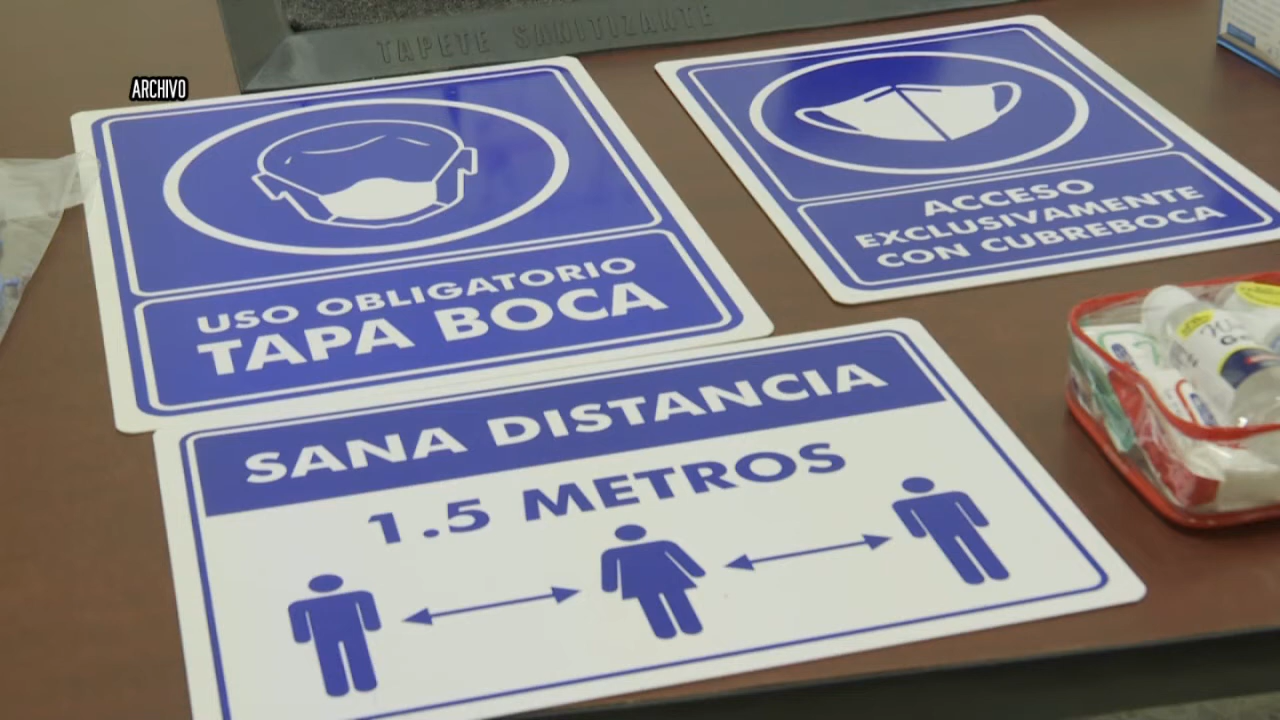 TAPETE SANITIZANTE
ARCHIVO
USO OBLIGATORIO
TAPA BOCA
ACCESO
EXCLUSIVAMENTE
CON CUBREBOCA
SANA DISTANCIA
1.5 METROS